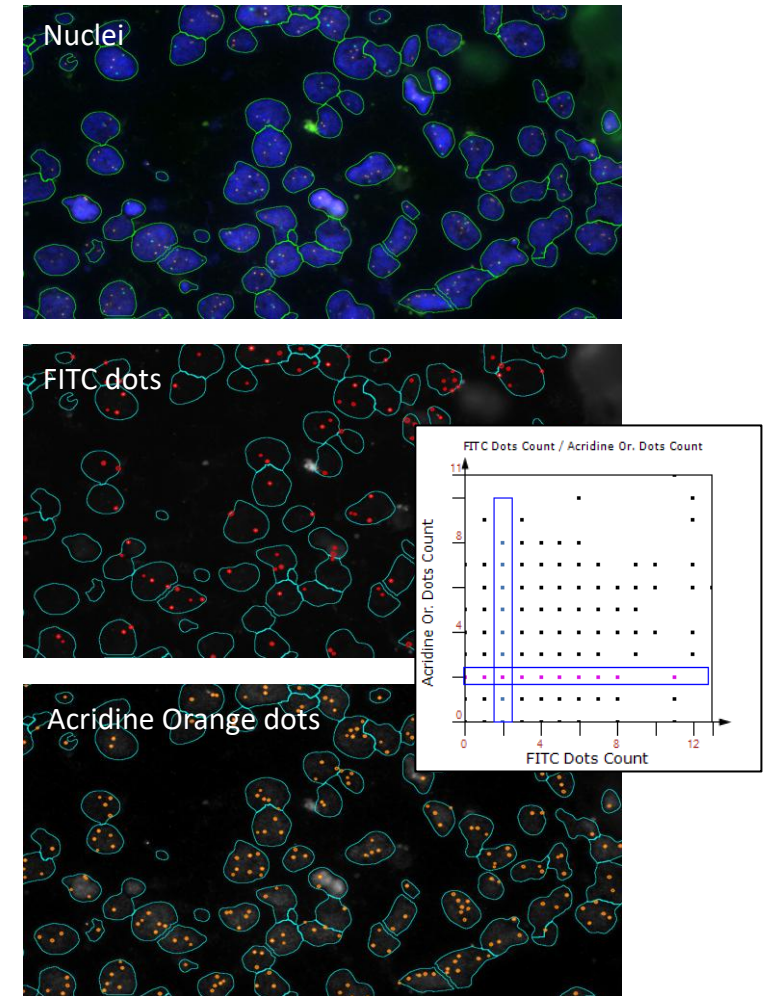 Nuclei
FITC dots
FITC Dots Count / Acridine Or. Dots Count
11
8
4
0
Acridine Or. Dots Count
0 4 8 12
FITC Dots Count
Acridine Orange dots